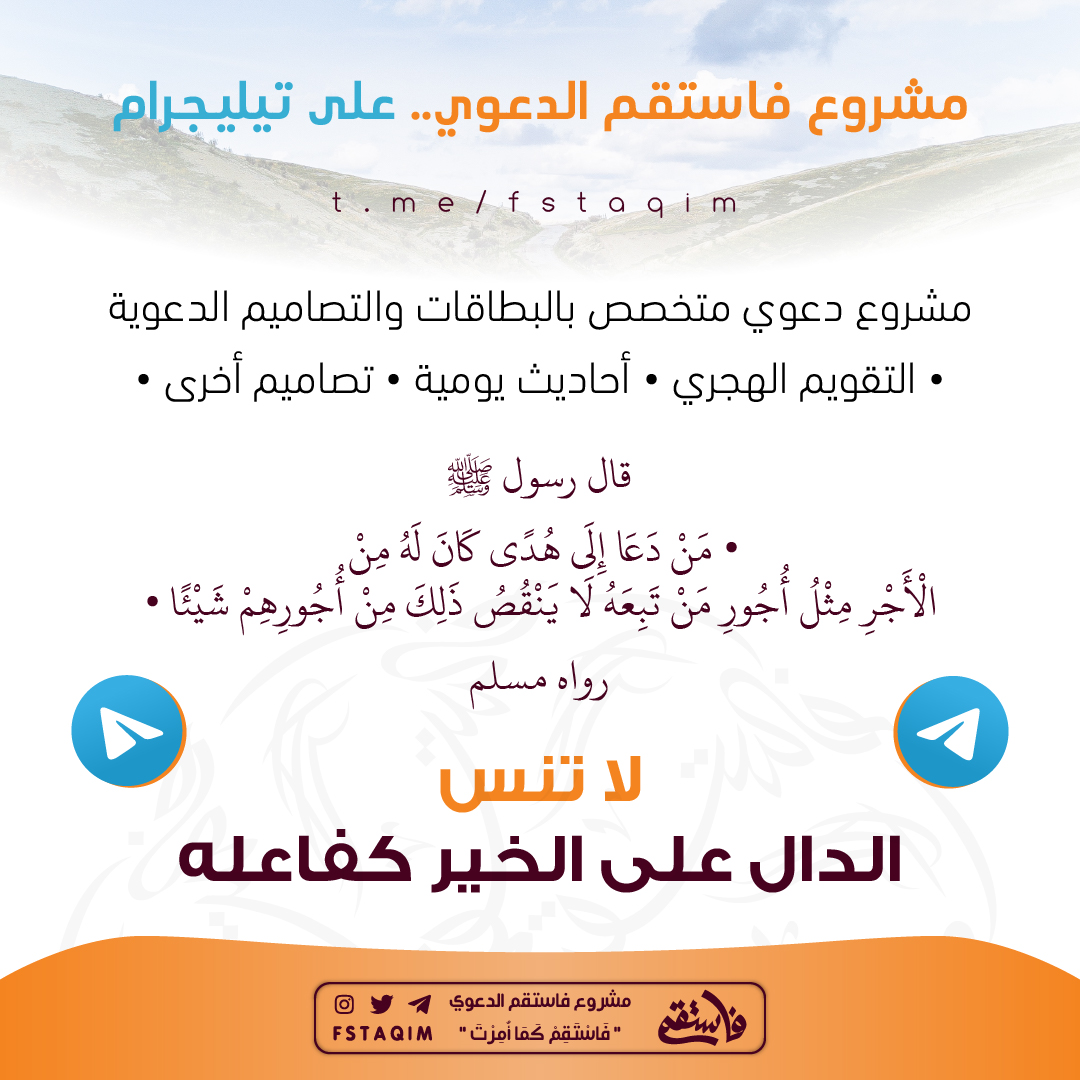 مشروع فاستقم الدعوي.. على تيليجرام
t.me/fstaqim
مشروع دعوي متخصص بالبطاقات والتصاميم الدعوية
• التقويم الهجري • أحاديث يومية • تصاميم أخرى •
قال رسول ﷺ
• مَنْ دَعَا إِلَى هُدًى كَانَ لَهُ مِنْ
الْأَجْرِ مِثْلُ أُجُورِ مَنْ تَبِعَهُ لَا يَنْقُصُ ذَلِكَ مِنْ أُجُورِهِمْ شَيْئًا •
رواه مسلم
لا تنس
الدال على الخير كفاعله
فاستقم
مشروع فاستقم الدعوي
" فَاسْتَقِمْ كَمَا أُمِرْتَ "
FSTAQIM